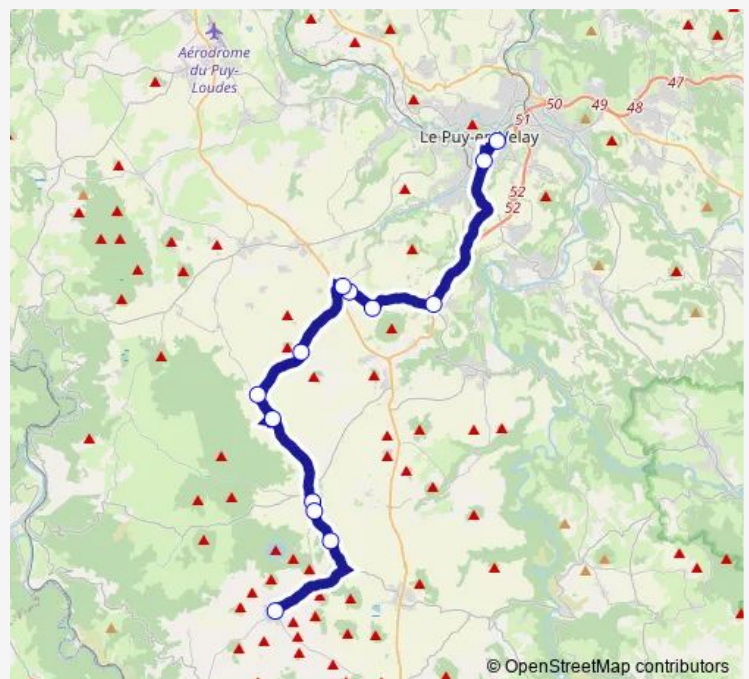 Aérodrome
du Puy-
Loudes
47
50
49
48
51
Le Puy-en-Velay
52
52
© OpenStreetMap contributors